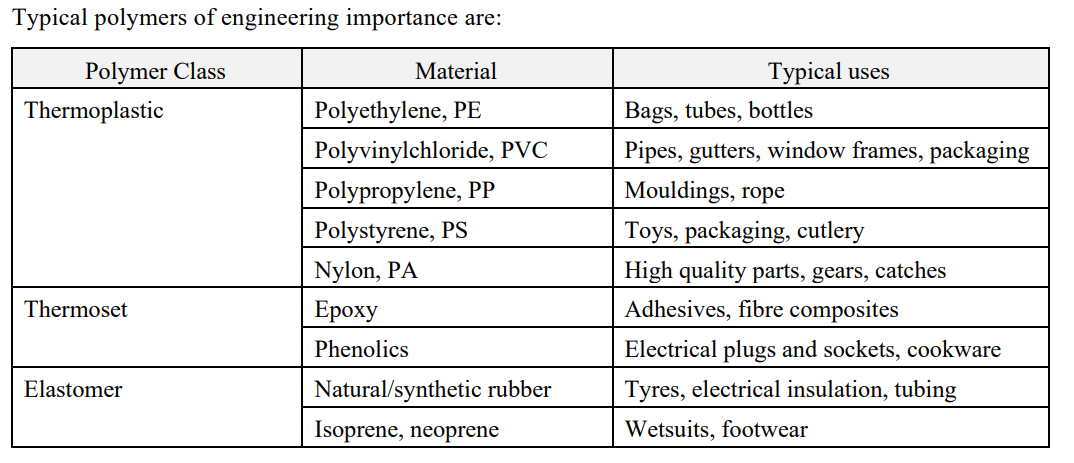 Typical polymers of engineering importance are:
Polymer Class Material Typical uses
Thermoplastic Polyethylene, PE Bags, tubes, bottles
Polyvinylchloride, PVC Pipes, gutters, window frames, packaging
Polypropylene, PP Mouldings, rope
Polystyrene, PS Toys, packaging, cutlery
Nylon, PA High quality parts, gears, catches
Thermoset Epoxy Adhesives, fibre composites
Phenolics Electrical plugs and sockets, cookware
Elastomer Natural/synthetic rubber Tyres, electrical insulation, tubing
Isoprene, neoprene Wetsuits, footwear